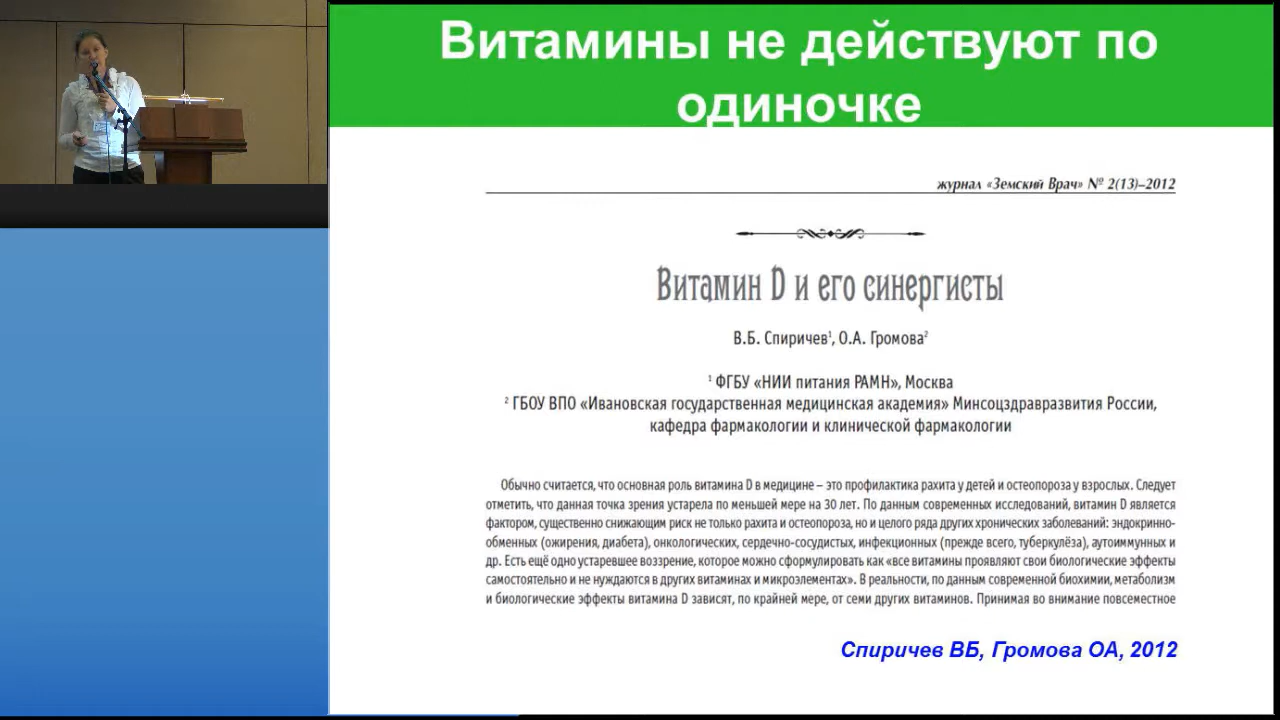 Витамины не действуют по
одиночке
журнал «Земский Врач» № 2(13)–2012
Витамин D и его синергисты
В.Б. Спиричев¹, О.А. Громова²
¹ ФГБУ «НИИ питания РАМН», Москва
² ГБОУ ВПО «Ивановская государственная медицинская академия» Минсоцздравразвития России,
кафедра фармакологии и клинической фармакологии
Обычно считается, что основная роль витамина D в медицине – это профилактика рахита у детей и остеопороза у взрослых. Следует
отметить, что данная точка зрения устарела по меньшей мере на 30 лет. По данным современных исследований, витамин D является
фактором, существенно снижающим риск не только рахита и остеопороза, но и целого ряда других хронических заболеваний: эндокринно-
обменных (ожирения, диабета), онкологических, сердечно-сосудистых, инфекционных (прежде всего, туберкулёза), аутоиммунных и
др. Есть ещё одно устаревшее воззрение, которое можно сформулировать как «все витамины проявляют свои биологические эффекты
самостоятельно и не нуждаются в других витаминах и микроэлементах». В реальности, по данным современной биохимии, метаболизм
и биологические эффекты витамина D зависят, по крайней мере, от семи других витаминов. Принимая во внимание повсеместное
Спиричев ВБ, Громова ОА, 2012